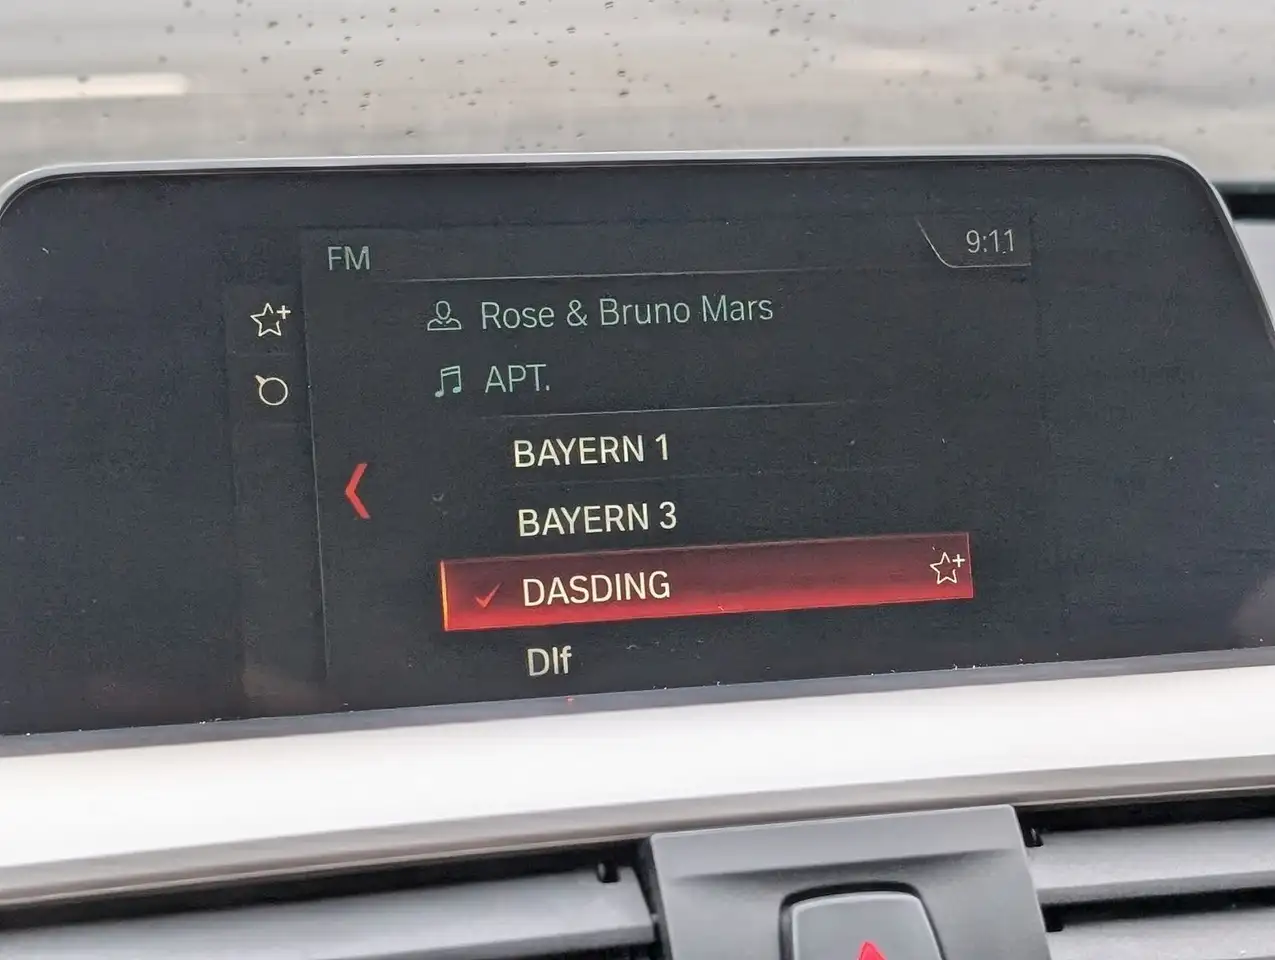 FM
9:11
Rose & Bruno Mars
APT.
BAYERN 1
BAYERN 3
DASDING
Dlf